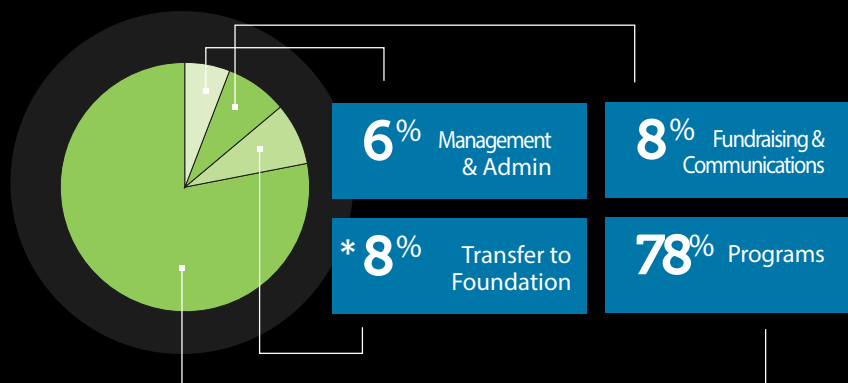 6% Management
& Admin
8% Fundraising &
Communications
*8% Transfer to
Foundation
78% Programs